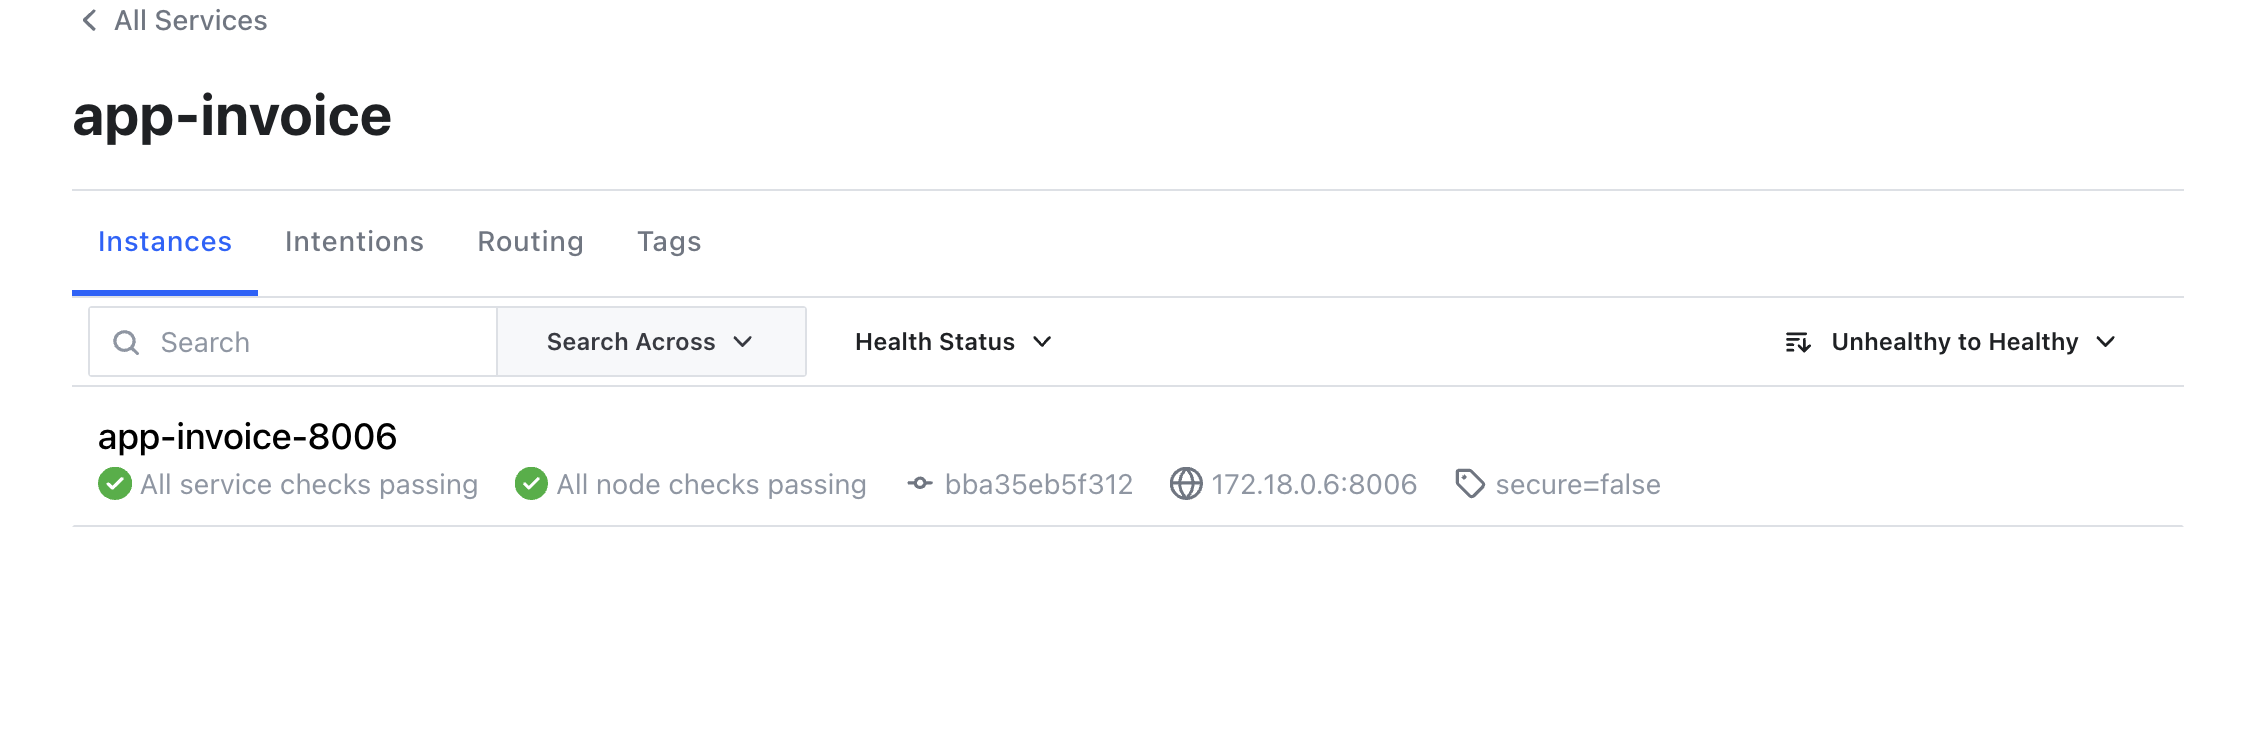 All Services
app-invoice
Instances Intentions Routing Tags
Search Search Across Health Status Unhealthy to Healthy
app-invoice-8006
All service checks passing All node checks passing bba35eb5f312 172.18.0.6:8006 secure=false